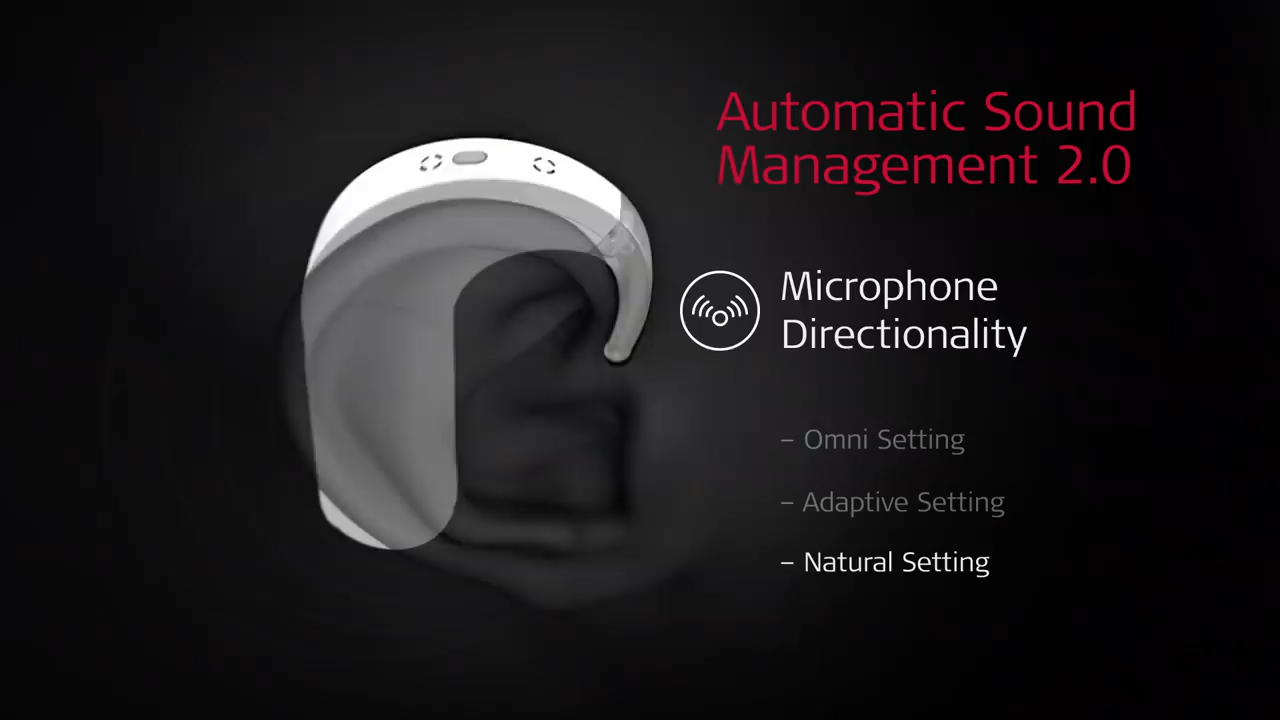 Automatic Sound
Management 2.0
Microphone
Directionality
– Omni Setting
– Adaptive Setting
– Natural Setting